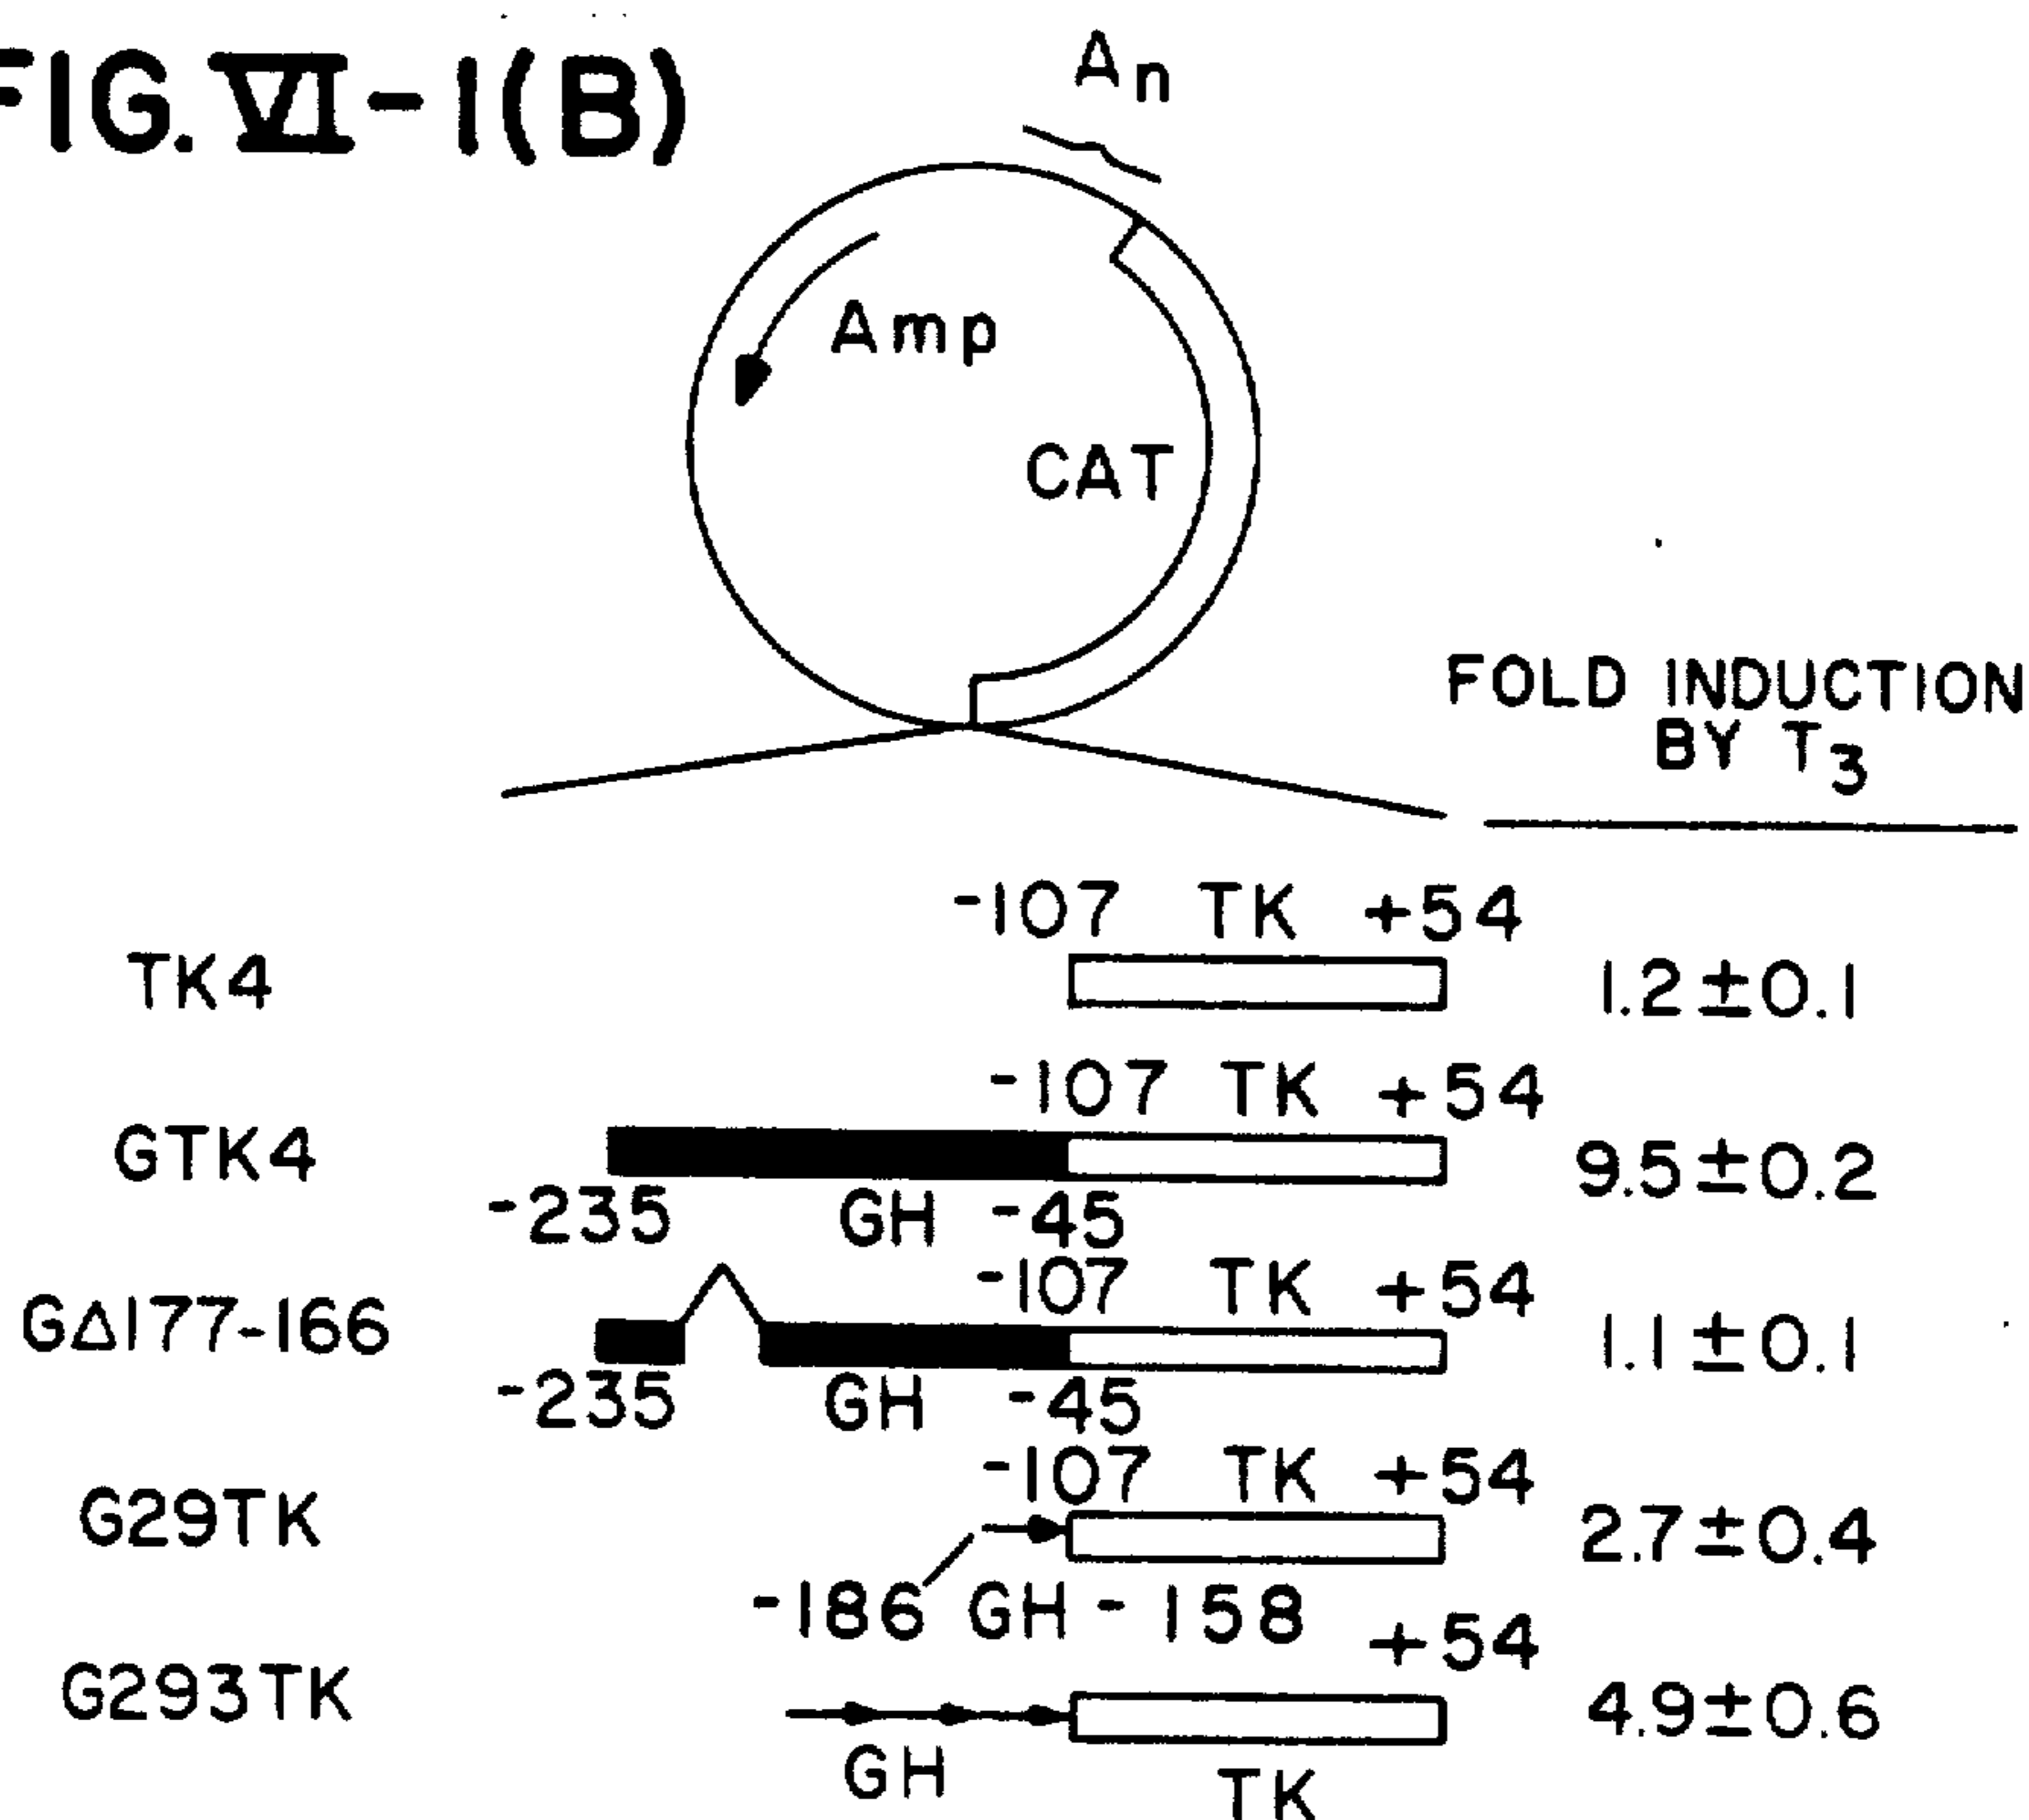 FIG. VI-1(B)
An
Amp
CAT
FOLD INDUCTION
BY T3
-107 TK +54
TK4 1.2±0.1
-107 TK +54
GTK4 9.5±0.2
-235 GH -45
-107 TK +54
GΔ177-166 1.1±0.1
-235 GH -45
-107 TK +54
G29TK 2.7±0.4
-186 GH -158
+54
G293TK 4.9±0.6
GH TK